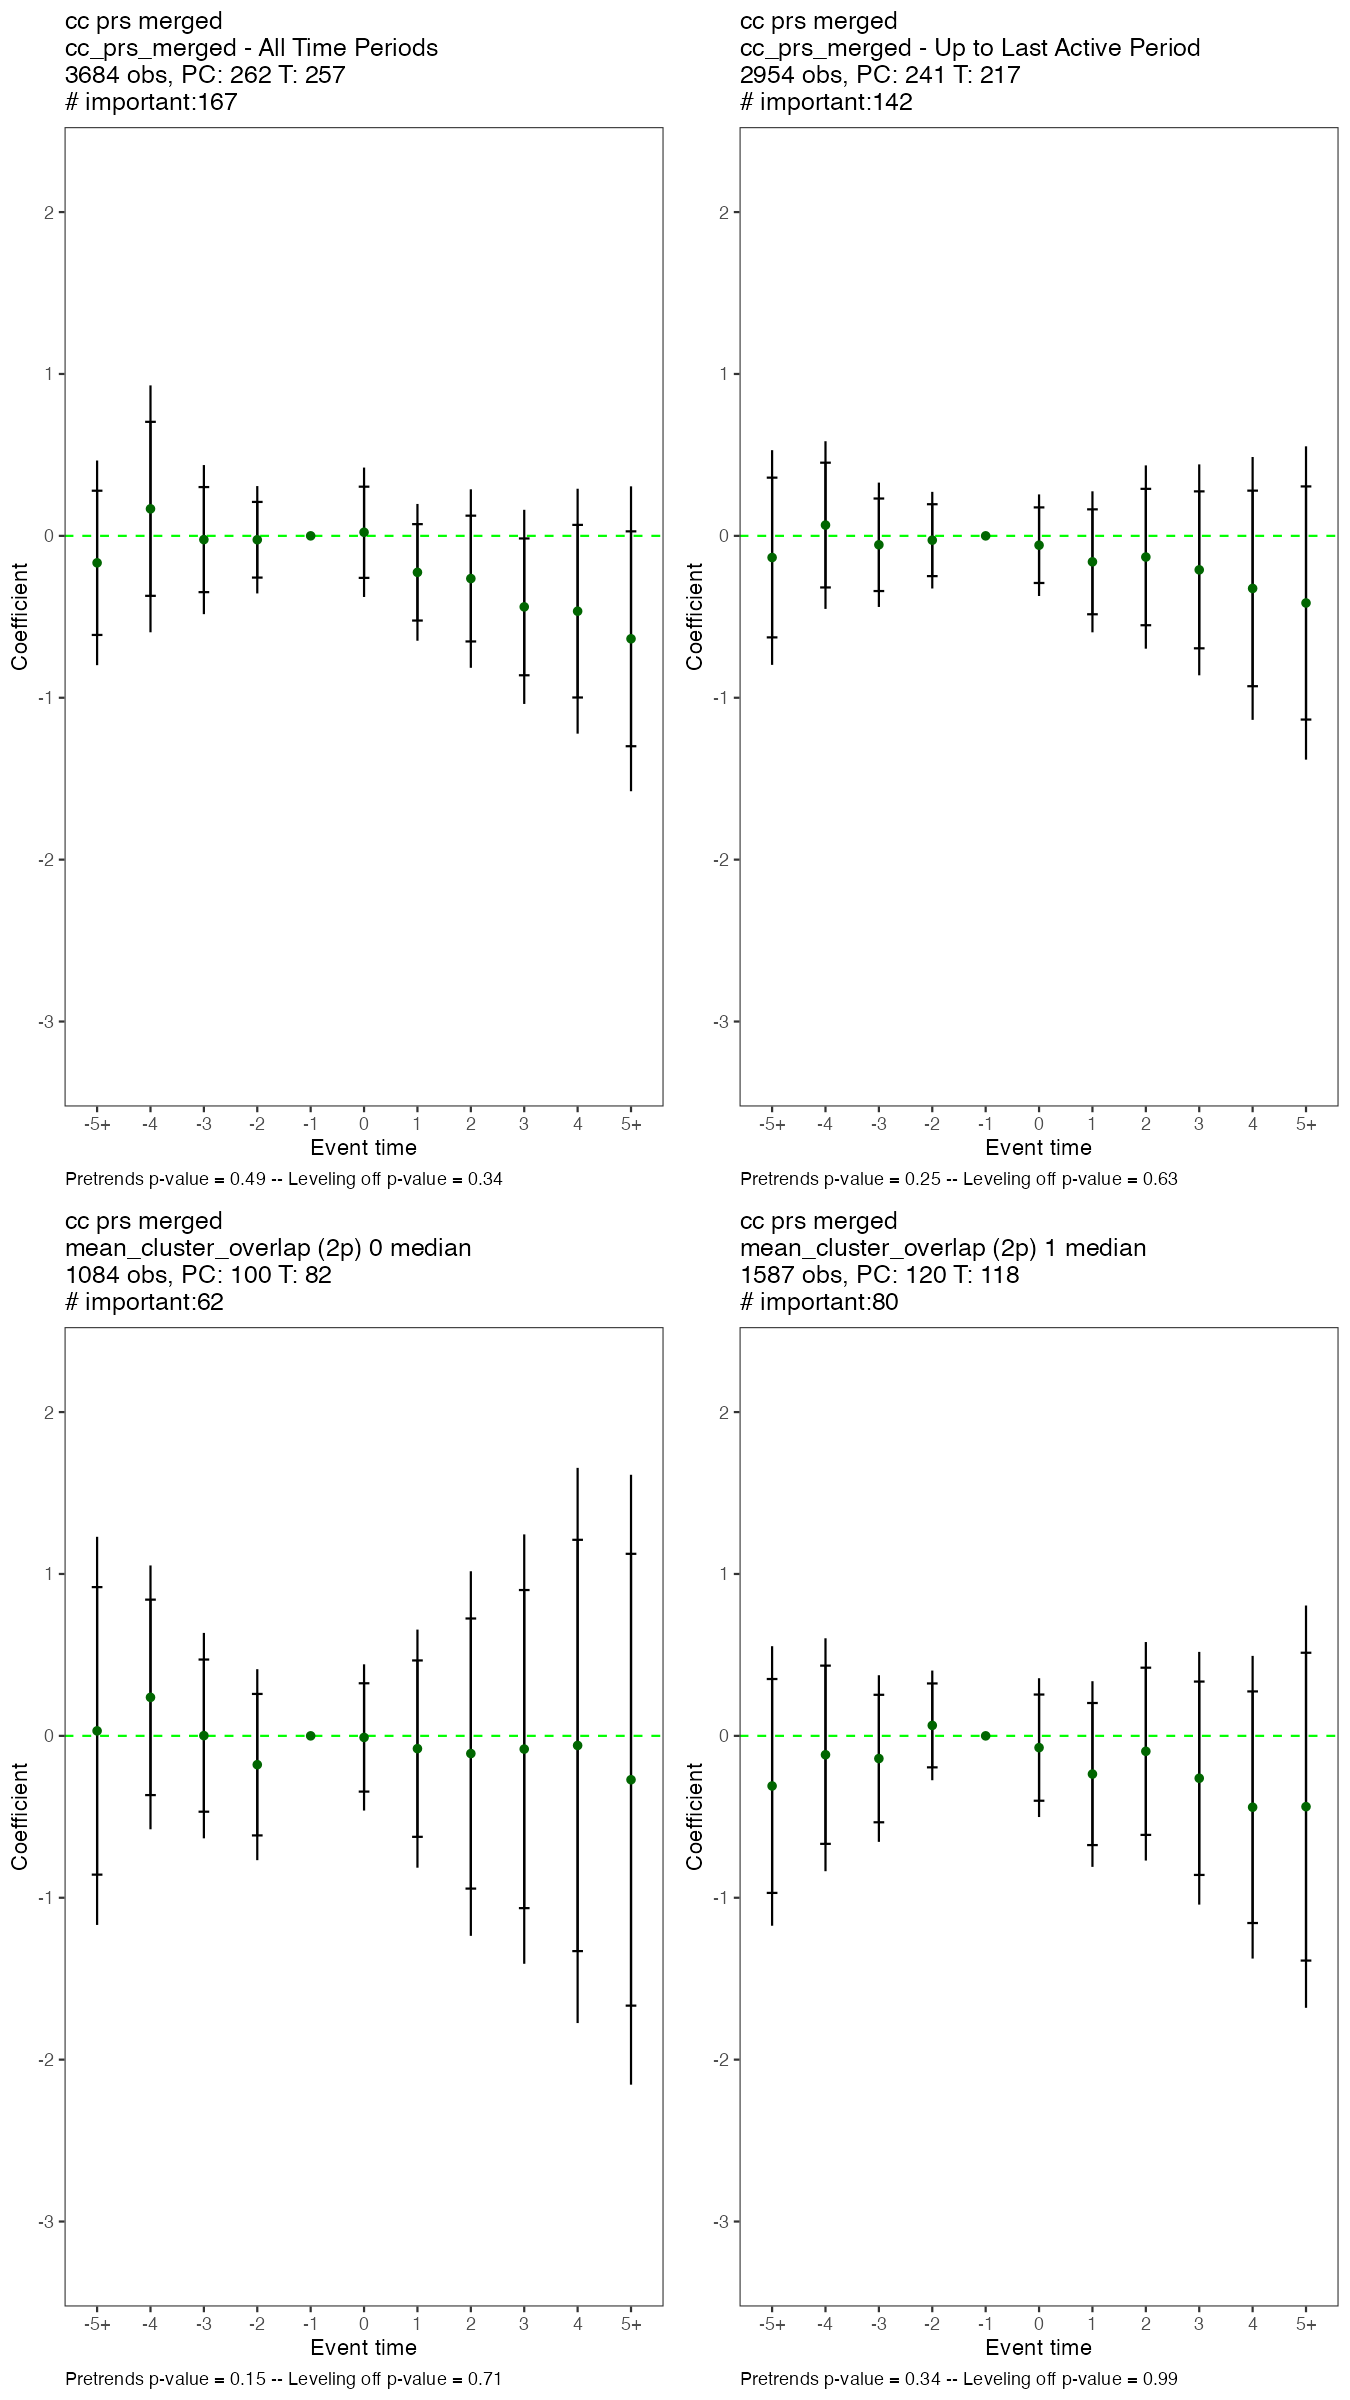 cc prs merged
cc_prs_merged - All Time Periods
3684 obs, PC: 262 T: 257
# important:167
2
1
0
-1
-2
-3
Coefficient
-5+ -4 -3 -2 -1 0 1 2 3 4 5+
Event time
Pretrends p-value = 0.49 -- Leveling off p-value = 0.34
cc prs merged
cc_prs_merged - Up to Last Active Period
2954 obs, PC: 241 T: 217
# important:142
2
1
0
-1
-2
-3
Coefficient
-5+ -4 -3 -2 -1 0 1 2 3 4 5+
Event time
Pretrends p-value = 0.25 -- Leveling off p-value = 0.63
cc prs merged
mean_cluster_overlap (2p) 0 median
1084 obs, PC: 100 T: 82
# important:62
2
1
0
-1
-2
-3
Coefficient
-5+ -4 -3 -2 -1 0 1 2 3 4 5+
Event time
Pretrends p-value = 0.15 -- Leveling off p-value = 0.71
cc prs merged
mean_cluster_overlap (2p) 1 median
1587 obs, PC: 120 T: 118
# important:80
2
1
0
-1
-2
-3
Coefficient
-5+ -4 -3 -2 -1 0 1 2 3 4 5+
Event time
Pretrends p-value = 0.34 -- Leveling off p-value = 0.99